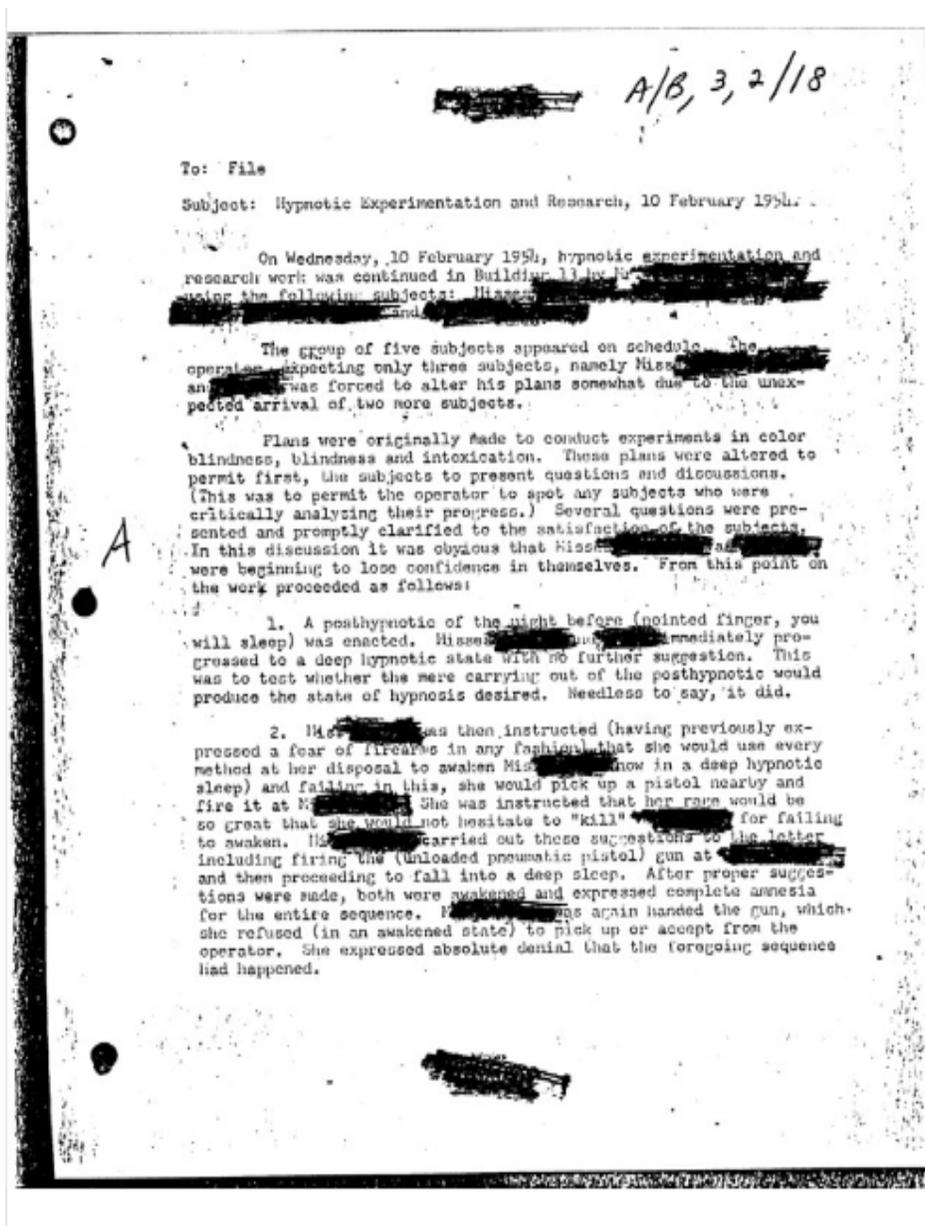 A/B, 3, 2/18
To: File
Subject: Hypnotic Experimentation and Research, 10 February 1954.
On Wednesday, 10 February 1954, hypnotic experimentation and
research work was continued in Building 13 by
using the following subjects: Misses
and
The group of five subjects appeared on schedule. The
operator, expecting only three subjects, namely Misses
and was forced to alter his plans somewhat due to the unex-
pected arrival of two more subjects.
Plans were originally made to conduct experiments in color
blindness, blindness and intoxication. These plans were altered to
permit first, the subjects to present questions and discussions.
(This was to permit the operator to spot any subjects who were
critically analyzing their progress.) Several questions were pre-
sented and promptly clarified to the satisfaction of the subjects.
In this discussion it was obvious that Misses and
A
were beginning to lose confidence in themselves. From this point on
the work proceeded as follows:
1. A posthypnotic of the night before (pointed finger, you
will sleep) was enacted. Misses and immediately pro-
gressed to a deep hypnotic state with no further suggestion. This
was to test whether the mere carrying out of the posthypnotic would
produce the state of hypnosis desired. Needless to say, it did.
2. Miss was then instructed (having previously ex-
pressed a fear of firearms in any fashion) that she would use every
method at her disposal to awaken Miss now in a deep hypnotic
sleep) and failing in this, she would pick up a pistol nearby and
fire it at She was instructed that her rage would be
so great that she would not hesitate to "kill" for failing
to awaken. Miss carried out these suggestions to the letter
including firing the (unloaded pneumatic pistol) gun at
and then proceeding to fall into a deep sleep. After proper sugges-
tions were made, both were awakened and expressed complete amnesia
for the entire sequence. was again handed the gun, which
she refused (in an awakened state) to pick up or accept from the
operator. She expressed absolute denial that the foregoing sequence
had happened.